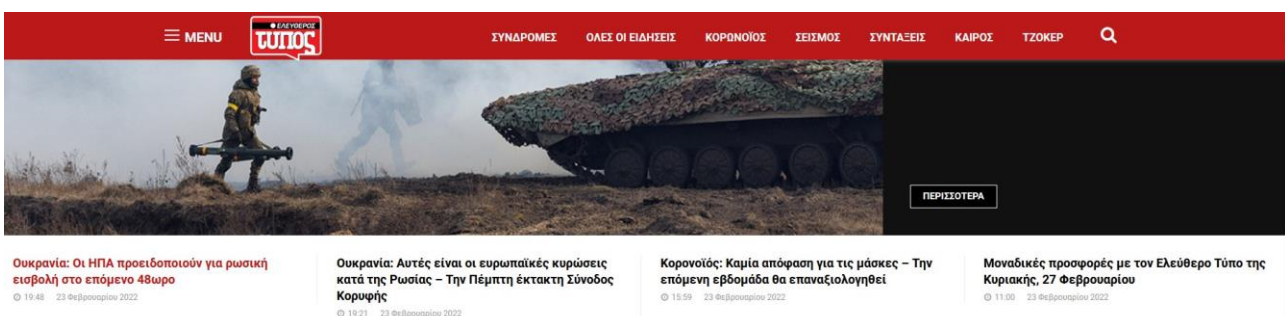 MENU
ΕΛΕΥΘΕΡΟΣ
ΤΥΠΟΣ
ΣΥΝΔΡΟΜΕΣ ΟΛΕΣ ΟΙ ΕΙΔΗΣΕΙΣ ΚΟΡΩΝΟΪΟΣ ΣΕΙΣΜΟΣ ΣΥΝΤΑΞΕΙΣ ΚΑΙΡΟΣ ΤΖΟΚΕΡ
ΠΕΡΙΣΣΟΤΕΡΑ
Ουκρανία: Οι ΗΠΑ προειδοποιούν για ρωσική
εισβολή στο επόμενο 48ωρο
19:48 23 Φεβρουαρίου 2022
Ουκρανία: Αυτές είναι οι ευρωπαϊκές κυρώσεις
κατά της Ρωσίας – Την Πέμπτη έκτακτη Σύνοδος
Κορυφής
19:21 23 Φεβρουαρίου 2022
Κορονοϊός: Καμία απόφαση για τις μάσκες – Την
επόμενη εβδομάδα θα επαναξιολογηθεί
15:59 23 Φεβρουαρίου 2022
Μοναδικές προσφορές με τον Ελεύθερο Τύπο της
Κυριακής, 27 Φεβρουαρίου
11:00 23 Φεβρουαρίου 2022